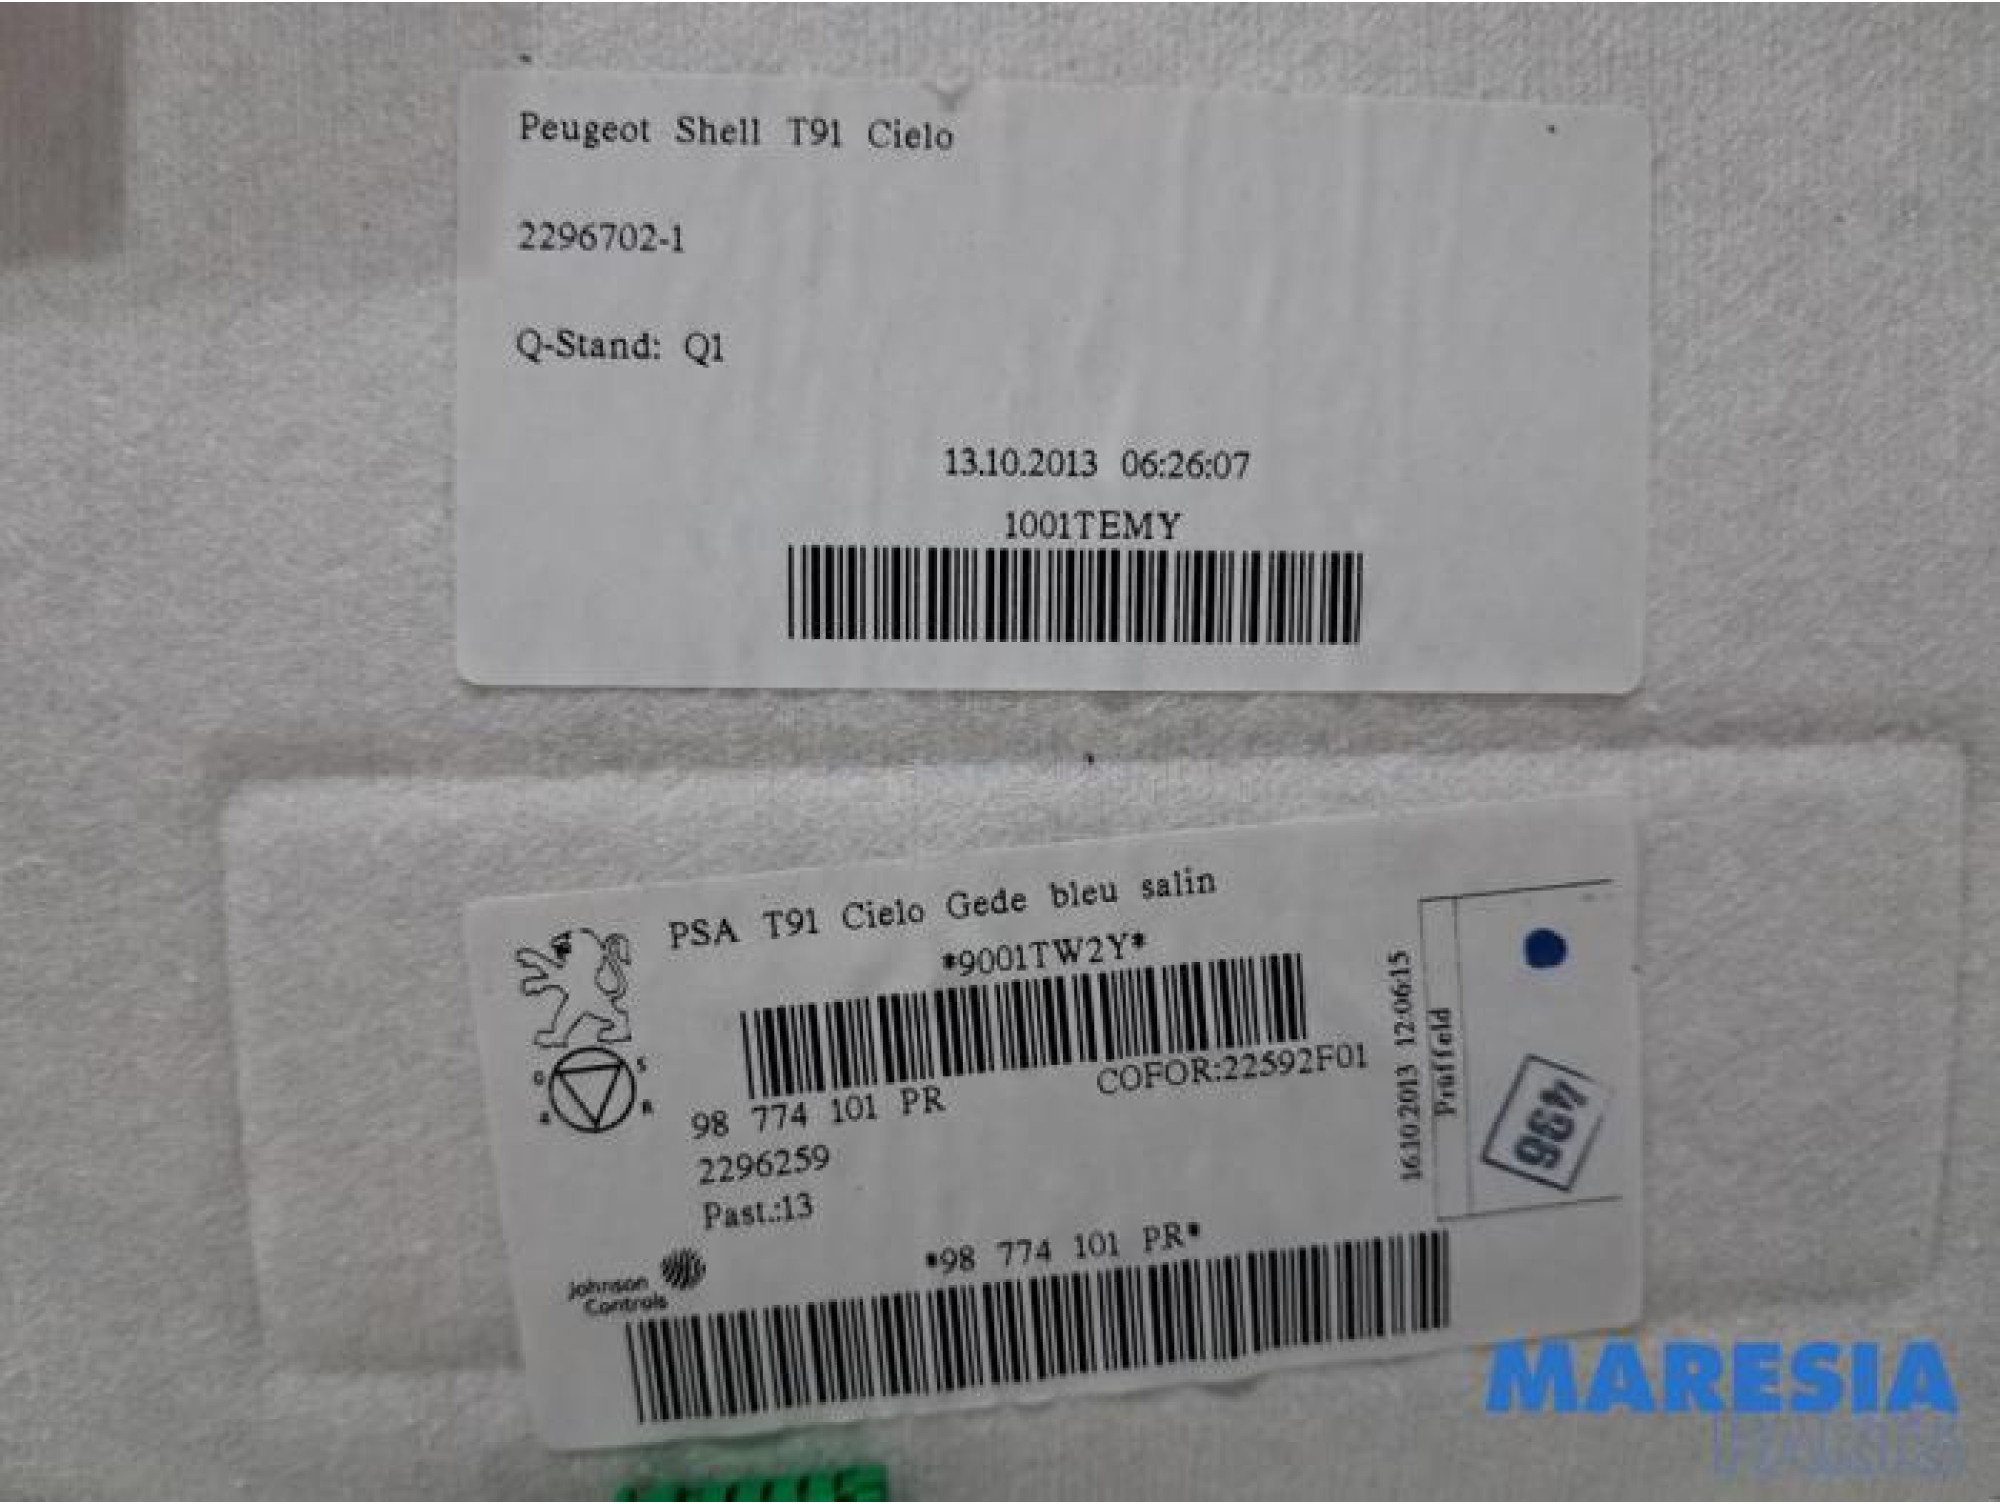 Peugeot Shell T91 Cielo
2296702-1
Q-Stand: Q1
13.10.2013 06:26:07
1001TEMY
PSA T91 Cielo Gede bleu salin
*9001TW2Y*
98 774 101 PR
COFOR:22592F01
2296259
Past.:13
*98 774 101 PR*
Johnson
Controls
16.10.2013 12:06:15
Prüffeld
496
MARESIA
PARTS